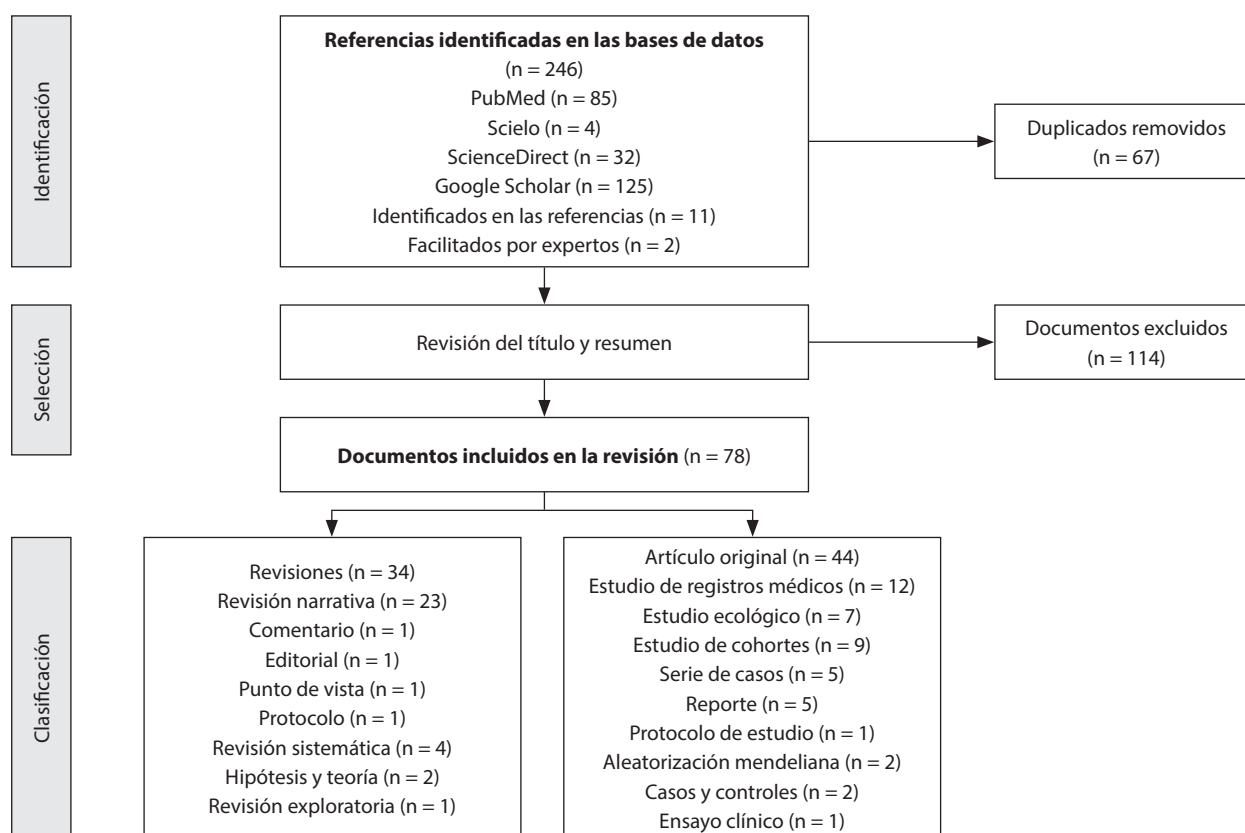 Identificación
Referencias identificadas en las bases de datos
(n = 246)
PubMed (n = 85)
Scielo (n = 4)
ScienceDirect (n = 32)
Google Scholar (n = 125)
Identificados en las referencias (n = 11)
Facilitados por expertos (n = 2)
Duplicados removidos
(n = 67)
Selección
Revisión del título y resumen
Documentos excluidos
(n = 114)
Documentos incluidos en la revisión (n = 78)
Clasificación
Revisiones (n = 34)
Revisión narrativa (n = 23)
Comentario (n = 1)
Editorial (n = 1)
Punto de vista (n = 1)
Protocolo (n = 1)
Revisión sistemática (n = 4)
Hipótesis y teoría (n = 2)
Revisión exploratoria (n = 1)
Artículo original (n = 44)
Estudio de registros médicos (n = 12)
Estudio ecológico (n = 7)
Estudio de cohortes (n = 9)
Serie de casos (n = 5)
Reporte (n = 5)
Protocolo de estudio (n = 1)
Aleatorización mendeliana (n = 2)
Casos y controles (n = 2)
Ensayo clínico (n = 1)